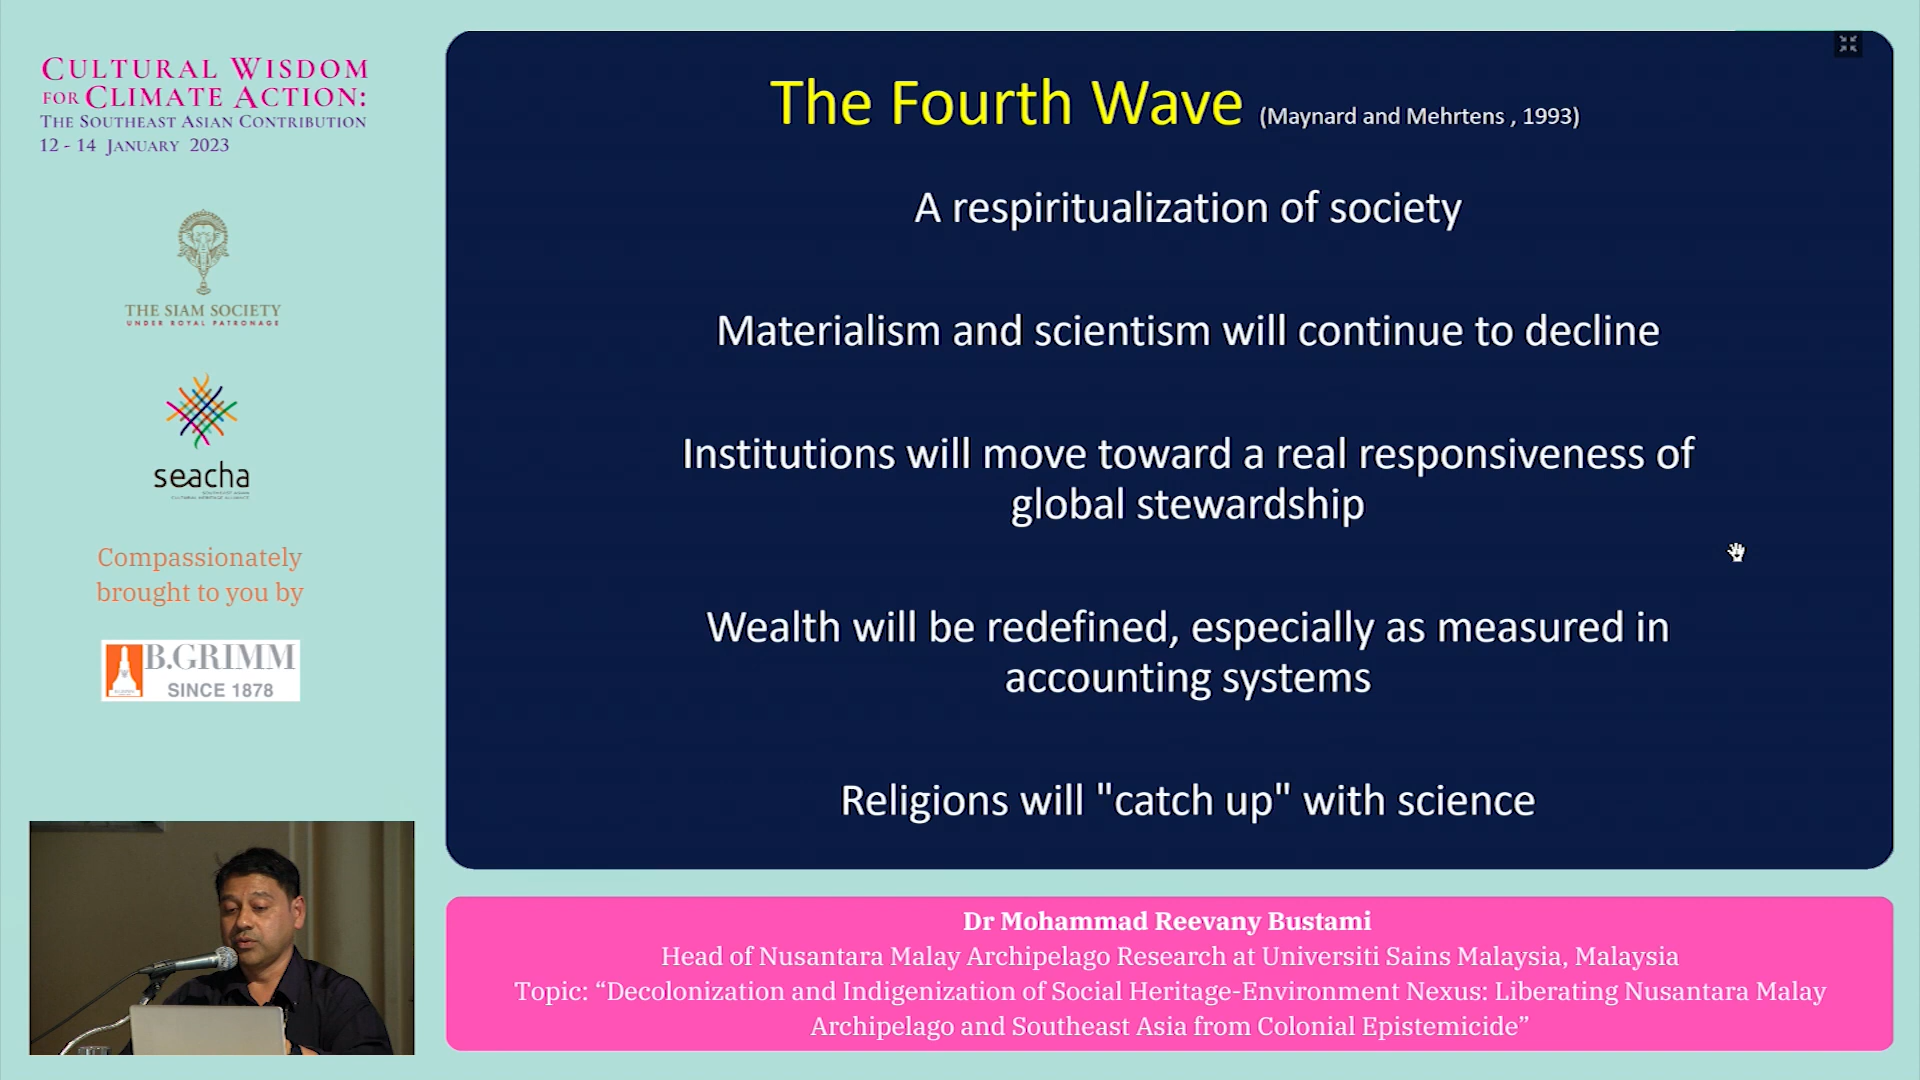 CULTURAL WISDOM
FOR CLIMATE ACTION:
THE SOUTHEAST ASIAN CONTRIBUTION
12 - 14 JANUARY 2023
THE SIAM SOCIETY
UNDER ROYAL PATRONAGE
seacha
SOUTHEAST ASIAN
CULTURAL HERITAGE ALLIANCE
Compassionately
brought to you by
B.GRIMM
SINCE 1878
The Fourth Wave (Maynard and Mehrtens , 1993)
A respiritualization of society
Materialism and scientism will continue to decline
Institutions will move toward a real responsiveness of
global stewardship
Wealth will be redefined, especially as measured in
accounting systems
Religions will "catch up" with science
Dr Mohammad Reevany Bustami
Head of Nusantara Malay Archipelago Research at Universiti Sains Malaysia, Malaysia
Topic: “Decolonization and Indigenization of Social Heritage-Environment Nexus: Liberating Nusantara Malay
Archipelago and Southeast Asia from Colonial Epistemicide”